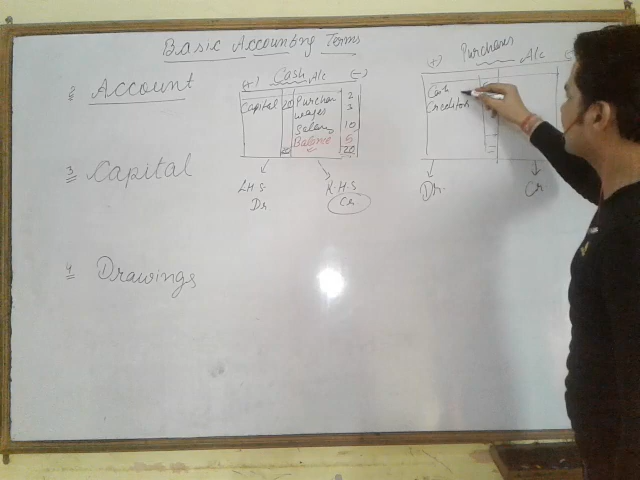 Basic Accounting Terms
2 Account
(+) Cash A/c (-)
Capital 20 Purchases 2
Wages 3
Salary 10
Balance 5
20 20
L.H.S R.H.S
Dr Cr
(+) Purchases A/c (-)
Cash
Creditors
Dr. Cr
3 Capital
4 Drawings